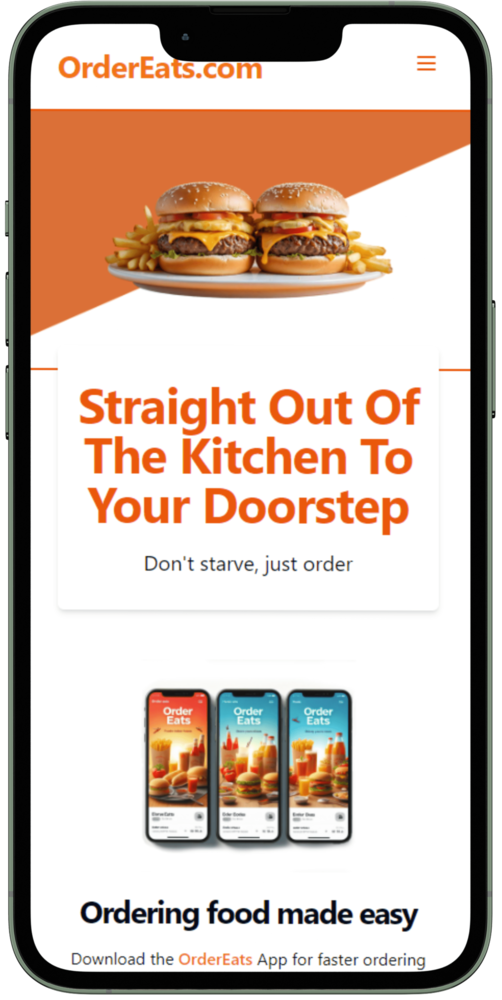 OrderEats.com
Straight Out Of
The Kitchen To
Your Doorstep
Don't starve, just order
Order
Eats
Order
Eats
Order
Eats
Ordering food made easy
Download the OrderEats App for faster ordering